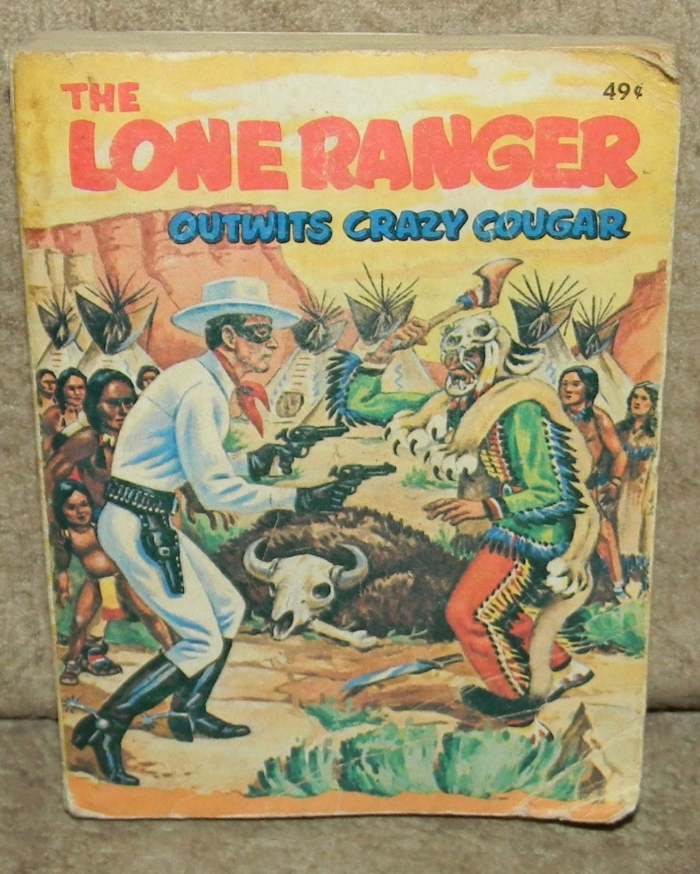 THE
49¢
LONE RANGER
OUTWITS CRAZY COUGAR